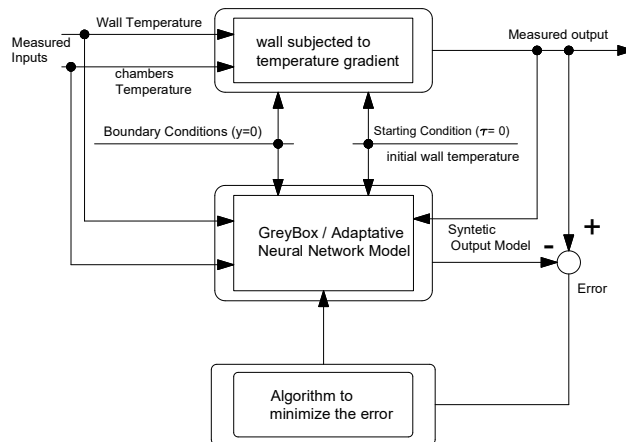 Wall Temperature
Measured output
Measured
Inputs
wall subjected to
temperature gradient
chambers
Temperature
Boundary Conditions (y=0)
Starting Condition (τ= 0)
initial wall temperature
GreyBox / Adaptative
Neural Network Model
Syntetic
Output Model
-
+
Error
Algorithm to
minimize the error